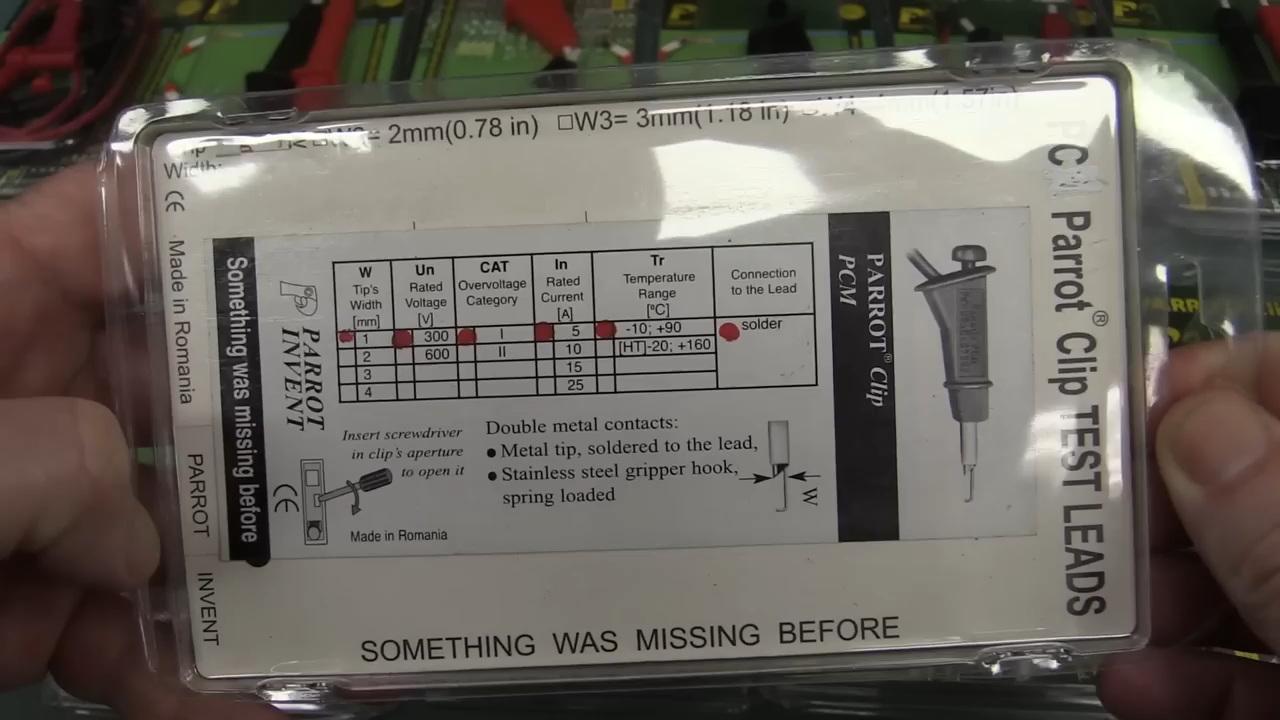 = 2mm(0.78 in) □W3= 3mm(1.18 in)
Width:
CE
Made in Romania
PARROT INVENT
Something was missing before
PARROT
INVENT
W
Tip's
Width
[mm]
Un
Rated
Voltage
[V]
CAT
Overvoltage
Category
In
Rated
Current
[A]
Tr
Temperature
Range
[°C]
Connection
to the Lead
1 300 I 5 -10; +90 solder
2 600 II 10 [HT]-20; +160
3 15
4 25
Insert screwdriver
in clip's aperture
to open it
CE
Made in Romania
Double metal contacts:
● Metal tip, soldered to the lead,
● Stainless steel gripper hook,
spring loaded
W
PARROT® Clip
PCM
Parrot® Clip TEST LEADS
SOMETHING WAS MISSING BEFORE